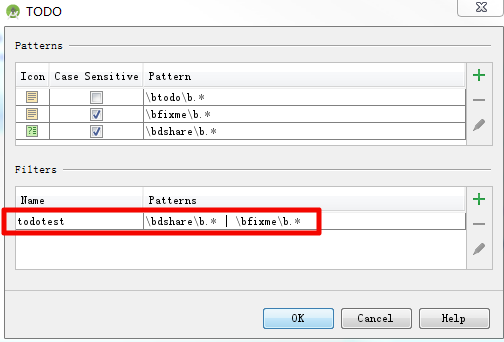 TODO
Patterns
Icon Case Sensitive Pattern
\btodo\b.*
\bfixme\b.*
\bdshare\b.*
Filters
Name Patterns
todotest \bdshare\b.* | \bfixme\b.*
OK Cancel Help